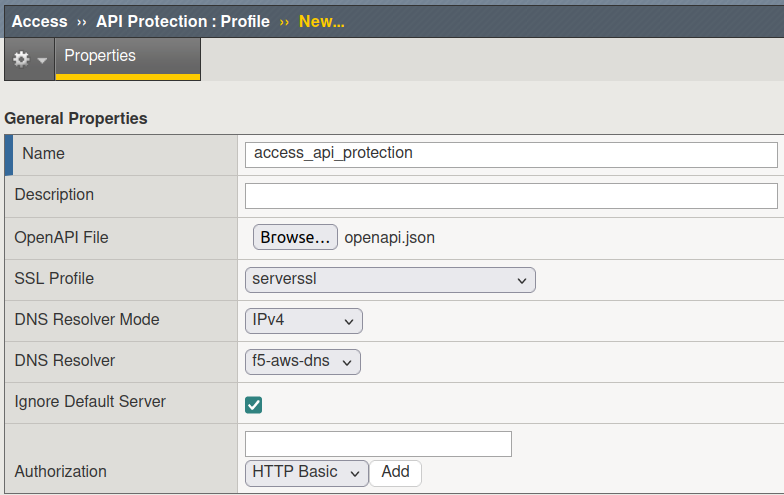 Access ›› API Protection : Profile ›› New...
Properties
General Properties
Name access_api_protection
Description
OpenAPI File Browse... openapi.json
SSL Profile serverssl
DNS Resolver Mode IPv4
DNS Resolver f5-aws-dns
Ignore Default Server
Authorization HTTP Basic Add